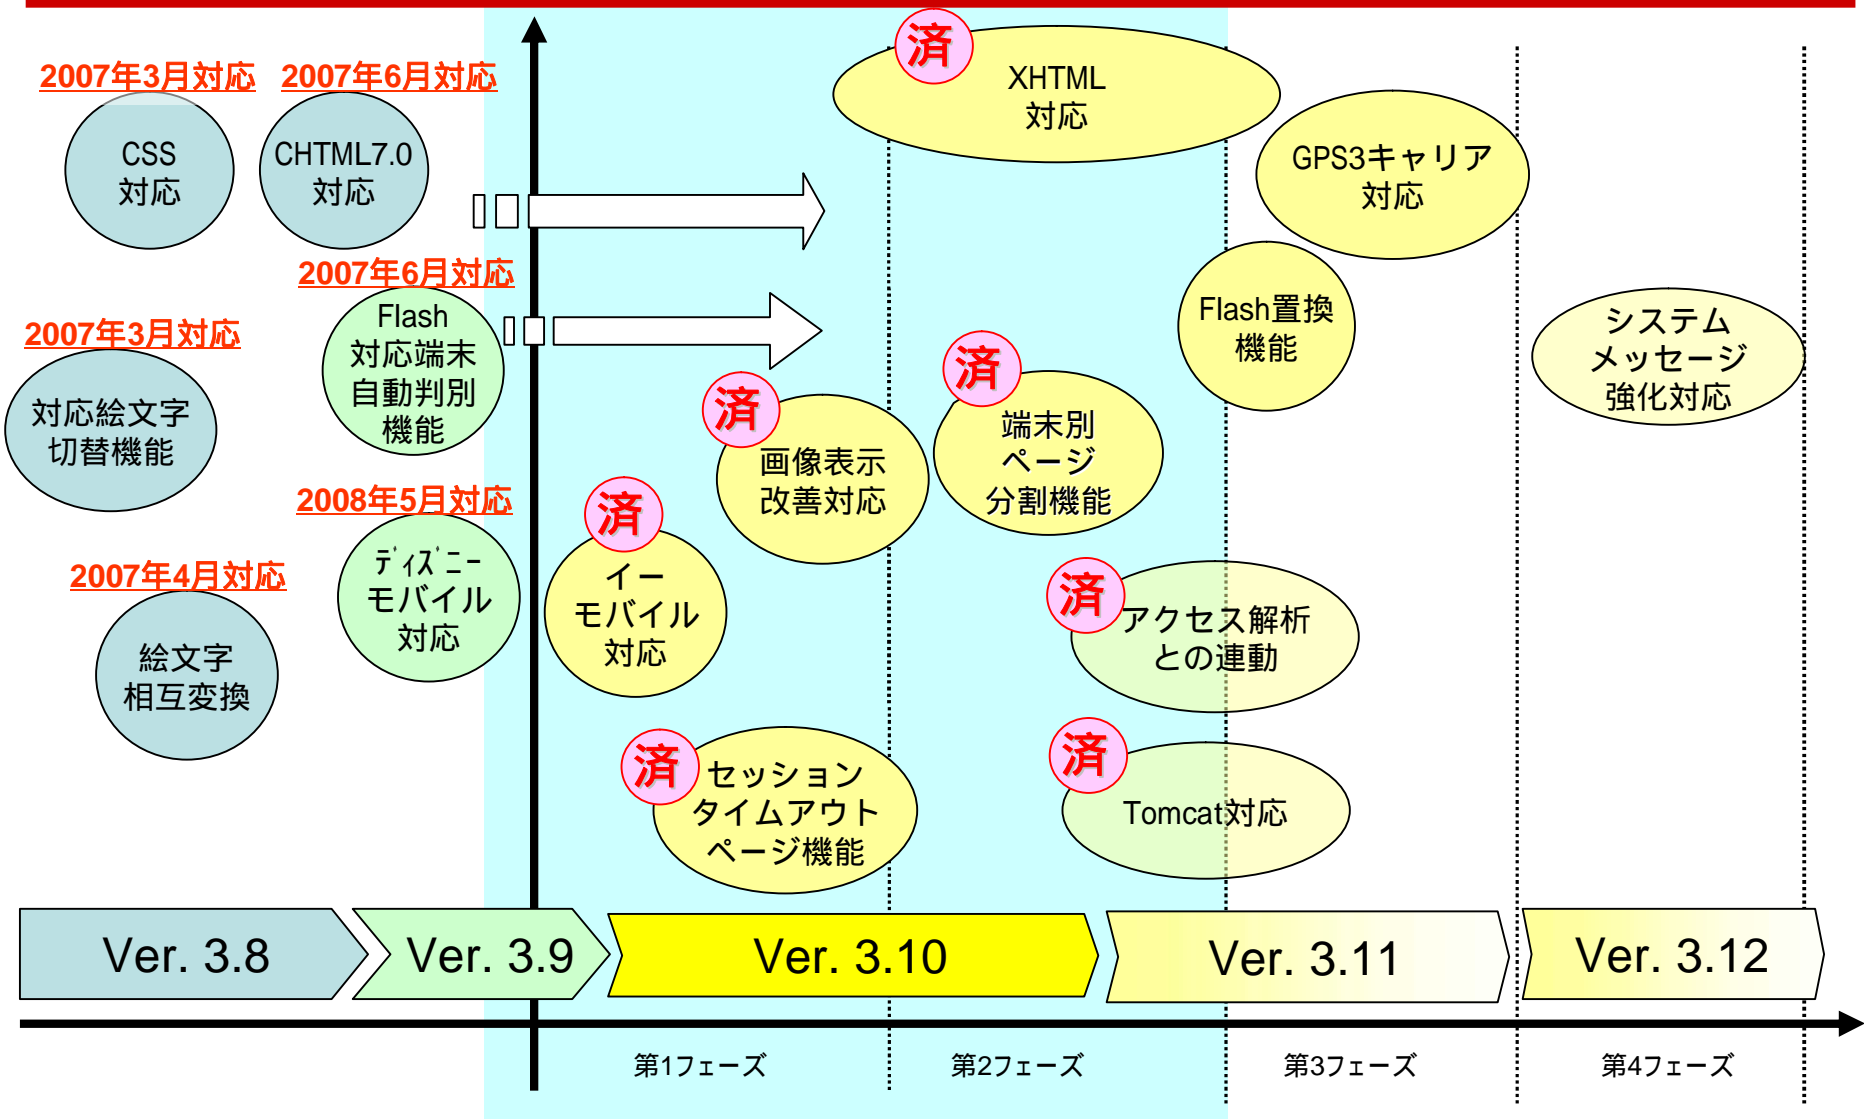 2007年3月対応
CSS
対応
2007年6月対応
CHTML7.0
対応
済
XHTML
対応
GPS3キャリア
対応
2007年3月対応
対応絵文字
切替機能
2007年6月対応
Flash
対応端末
自動判別
機能
Flash置換
機能
システム
メッセージ
強化対応
済
画像表示
改善対応
済
端末別
ページ
分割機能
2007年4月対応
絵文字
相互変換
2008年5月対応
ﾃﾞｨｽﾞﾆｰ
モバイル
対応
済
イー
モバイル
対応
済
アクセス解析
との連動
済
セッション
タイムアウト
ページ機能
済
Tomcat対応
Ver. 3.8
Ver. 3.9
Ver. 3.10
Ver. 3.11
Ver. 3.12
第1フェーズ
第2フェーズ
第3フェーズ
第4フェーズ